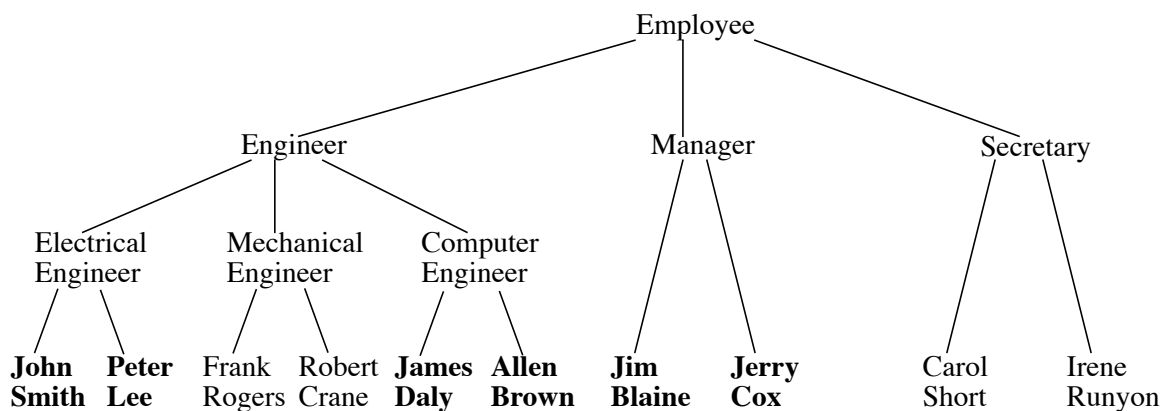 Employee
Engineer Manager Secretary
Electrical Mechanical Computer
Engineer Engineer Engineer
John Peter Frank Robert James Allen Jim Jerry Carol Irene
Smith Lee Rogers Crane Daly Brown Blaine Cox Short Runyon